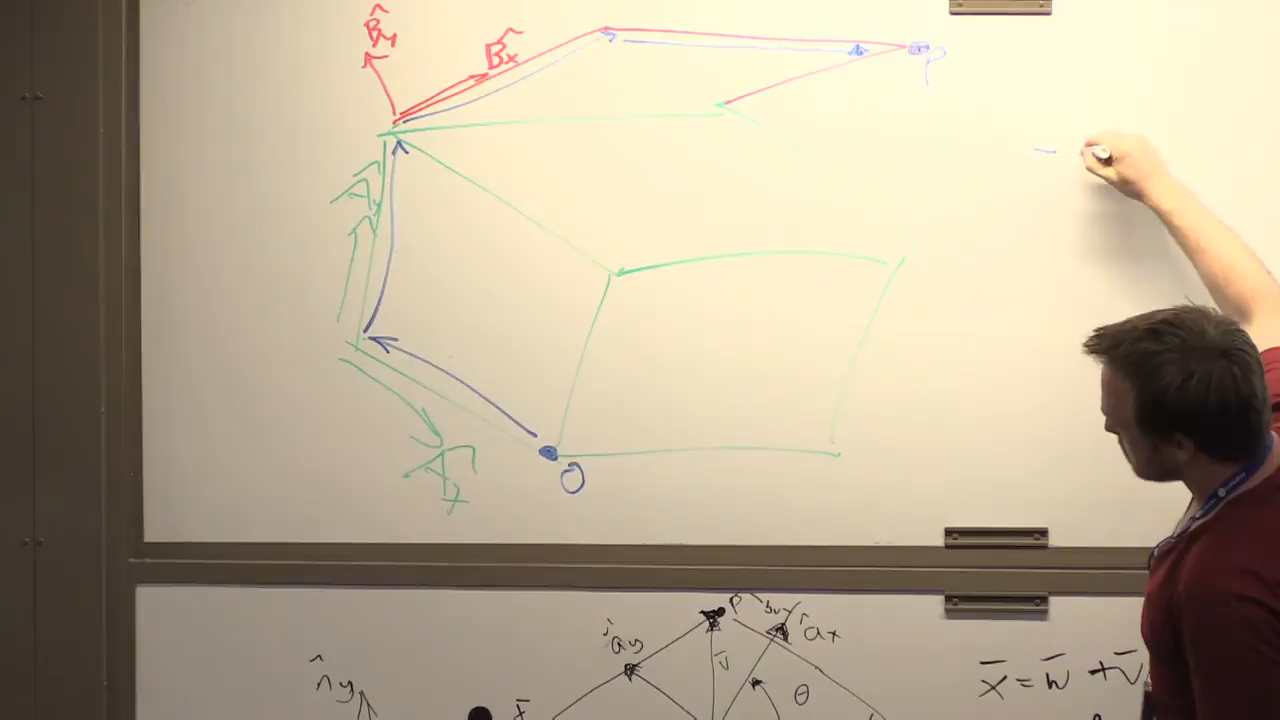 B̂y
B̂x
P
Ây
Âx
O
P
âx
v̄
ây
θ
n̂y
x̄ = w̄ + v̄